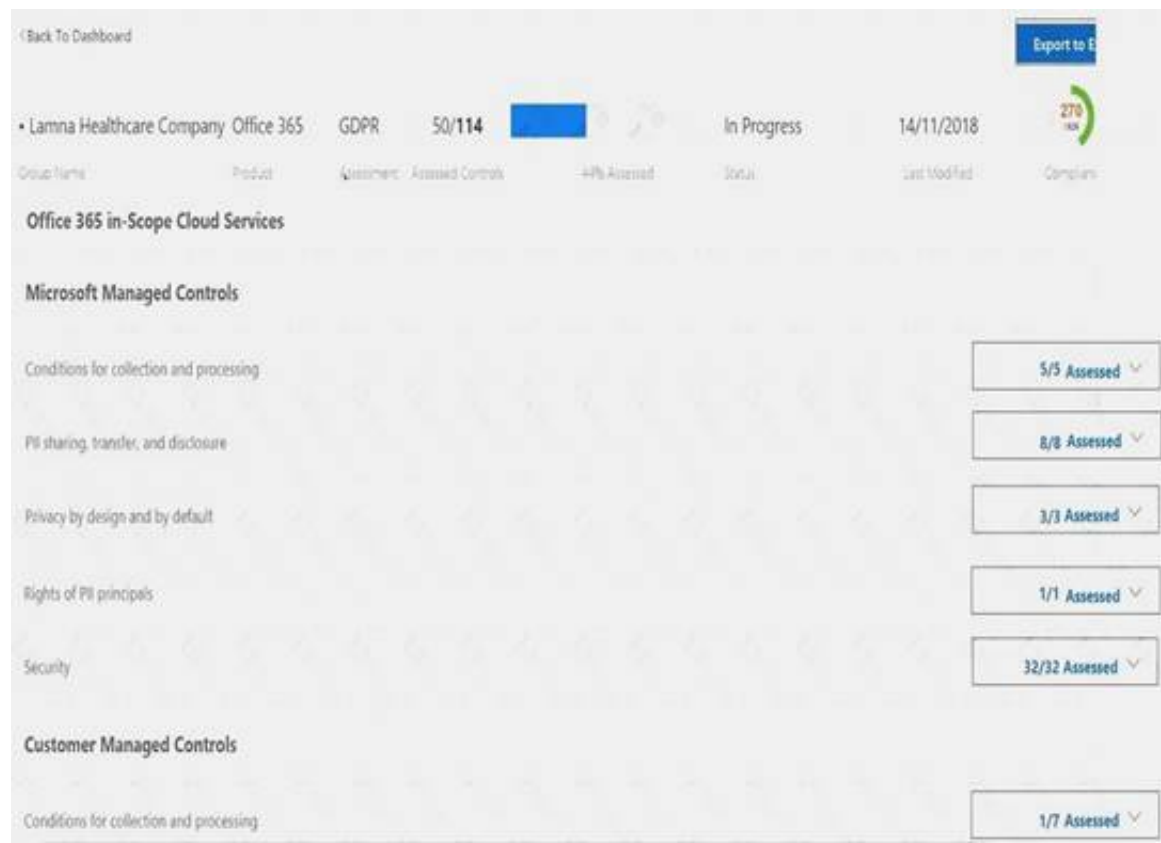 Back To Dashboard
Export to E
• Lamna Healthcare Company Office 365 GDPR 50/114 In Progress 14/11/2018 270
Group Name Product Assessment Assessed Controls 44% Assessed Status Last Modified Complian
Office 365 in-Scope Cloud Services
Microsoft Managed Controls
Conditions for collection and processing 5/5 Assessed
PII sharing, transfer, and disclosure 8/8 Assessed
Privacy by design and by default 3/3 Assessed
Rights of PII principals 1/1 Assessed
Security 32/32 Assessed
Customer Managed Controls
Conditions for collection and processing 1/7 Assessed